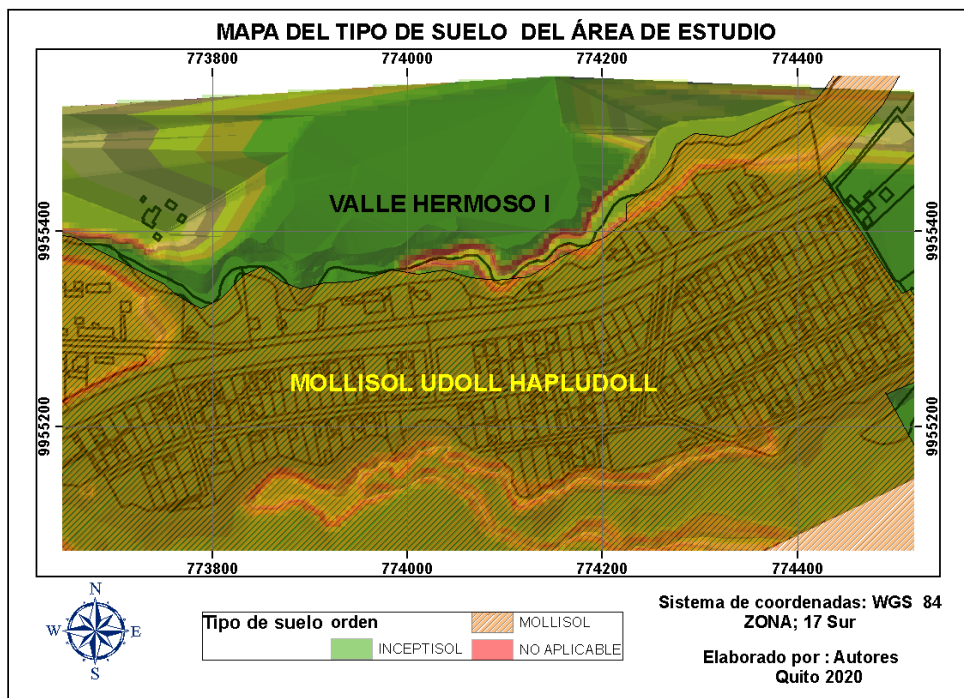 MAPA DEL TIPO DE SUELO DEL ÁREA DE ESTUDIO
773800 774000 774200 774400
VALLE HERMOSO I
9955400 9955400
MOLLISOL UDOLL HAPLUDOLL
9955200 9955200
773800 774000 774200 774400
N
W E
S
Tipo de suelo orden
MOLLISOL
INCEPTISOL
NO APLICABLE
Sistema de coordenadas: WGS 84
ZONA; 17 Sur
Elaborado por : Autores
Quito 2020